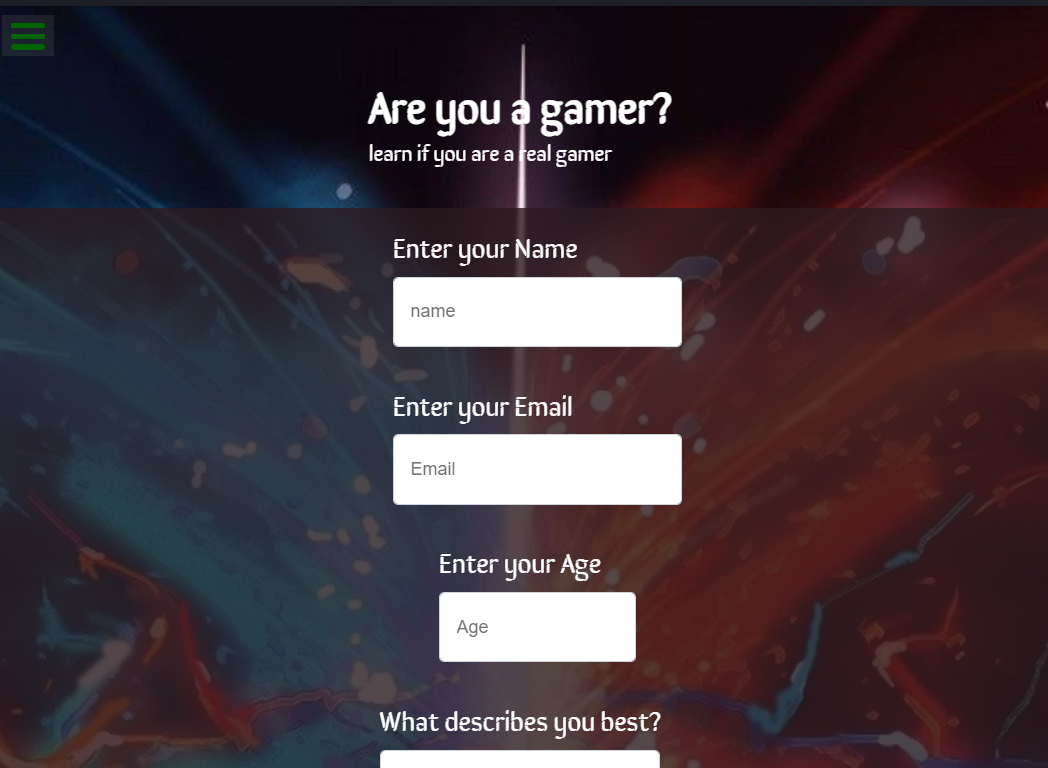 Are you a gamer?
learn if you are a real gamer
Enter your Name
name
Enter your Email
Email
Enter your Age
Age
What describes you best?